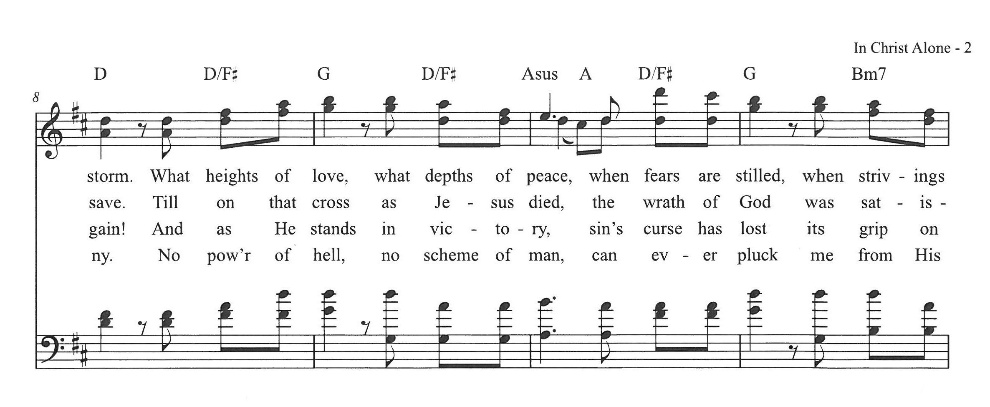 In Christ Alone - 2
D D/F♯ G D/F♯ Asus A D/F♯ G Bm7
8
storm. What heights of love, what depths of peace, when fears are stilled, when striv - ings
save. Till on that cross as Je - sus died, the wrath of God was sat - is -
gain! And as He stands in vic - to - ry, sin's curse has lost its grip on
ny. No pow'r of hell, no scheme of man, can ev - er pluck me from His